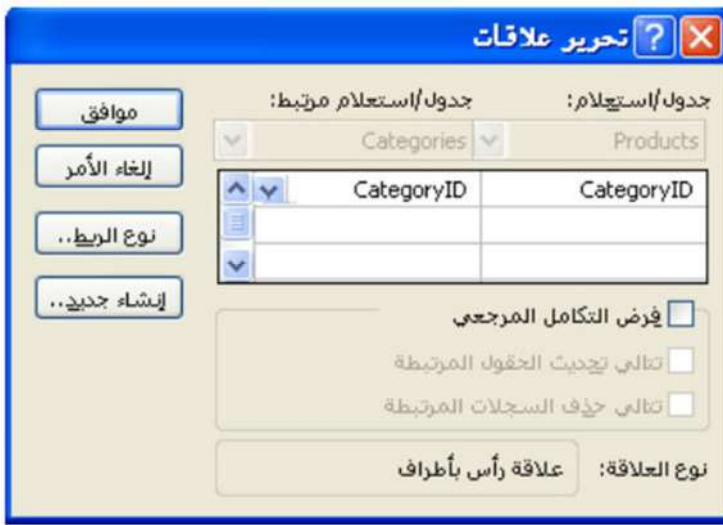 تحرير علاقات
جدول/استعلام: جدول/استعلام مرتبط:
Products Categories
CategoryID CategoryID
فرض التكامل المرجعي
تتالي تحديث الحقول المرتبطة
تتالي حذف السجلات المرتبطة
نوع العلاقة: علاقة رأس بأطراف
موافق
إلغاء الأمر
نوع الربط..
إنشاء جديد..